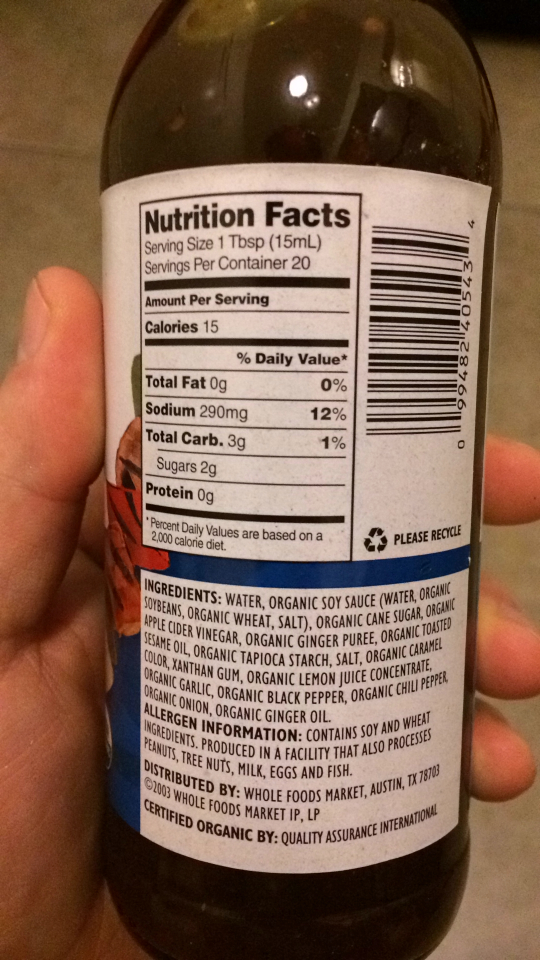 Nutrition Facts
Serving Size 1 Tbsp (15mL)
Servings Per Container 20
Amount Per Serving
Calories 15
% Daily Value*
Total Fat 0g 0%
Sodium 290mg 12%
Total Carb. 3g 1%
Sugars 2g
Protein 0g
* Percent Daily Values are based on a
2,000 calorie diet.
0 99482 40543 4
PLEASE RECYCLE
INGREDIENTS: WATER, ORGANIC SOY SAUCE (WATER, ORGANIC
SOYBEANS, ORGANIC WHEAT, SALT), ORGANIC CANE SUGAR, ORGANIC
APPLE CIDER VINEGAR, ORGANIC GINGER PUREE, ORGANIC TOASTED
SESAME OIL, ORGANIC TAPIOCA STARCH, SALT, ORGANIC CARAMEL
COLOR, XANTHAN GUM, ORGANIC LEMON JUICE CONCENTRATE,
ORGANIC GARLIC, ORGANIC BLACK PEPPER, ORGANIC CHILI PEPPER,
ORGANIC ONION, ORGANIC GINGER OIL.
ALLERGEN INFORMATION: CONTAINS SOY AND WHEAT
INGREDIENTS. PRODUCED IN A FACILITY THAT ALSO PROCESSES
PEANUTS, TREE NUTS, MILK, EGGS AND FISH.
DISTRIBUTED BY: WHOLE FOODS MARKET, AUSTIN, TX 78703
©2003 WHOLE FOODS MARKET IP, LP
CERTIFIED ORGANIC BY: QUALITY ASSURANCE INTERNATIONAL